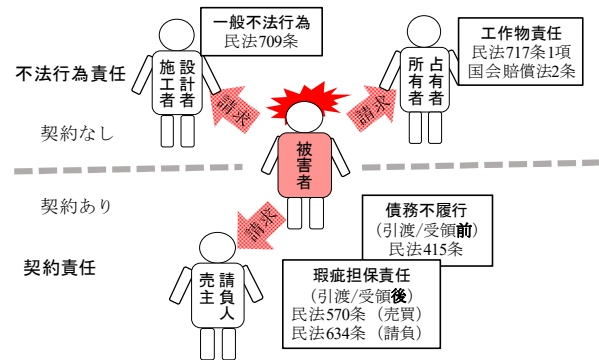 一般不法行為
民法709条
工作物責任
民法717条1項
国会賠償法2条
不法行為責任
設計者
施工者
占有者
所有者
請求
請求
契約なし
被害者
契約あり
請求
債務不履行
(引渡/受領前)
民法415条
契約責任
請負人
売主
瑕疵担保責任
(引渡/受領後)
民法570条（売買）
民法634条（請負）